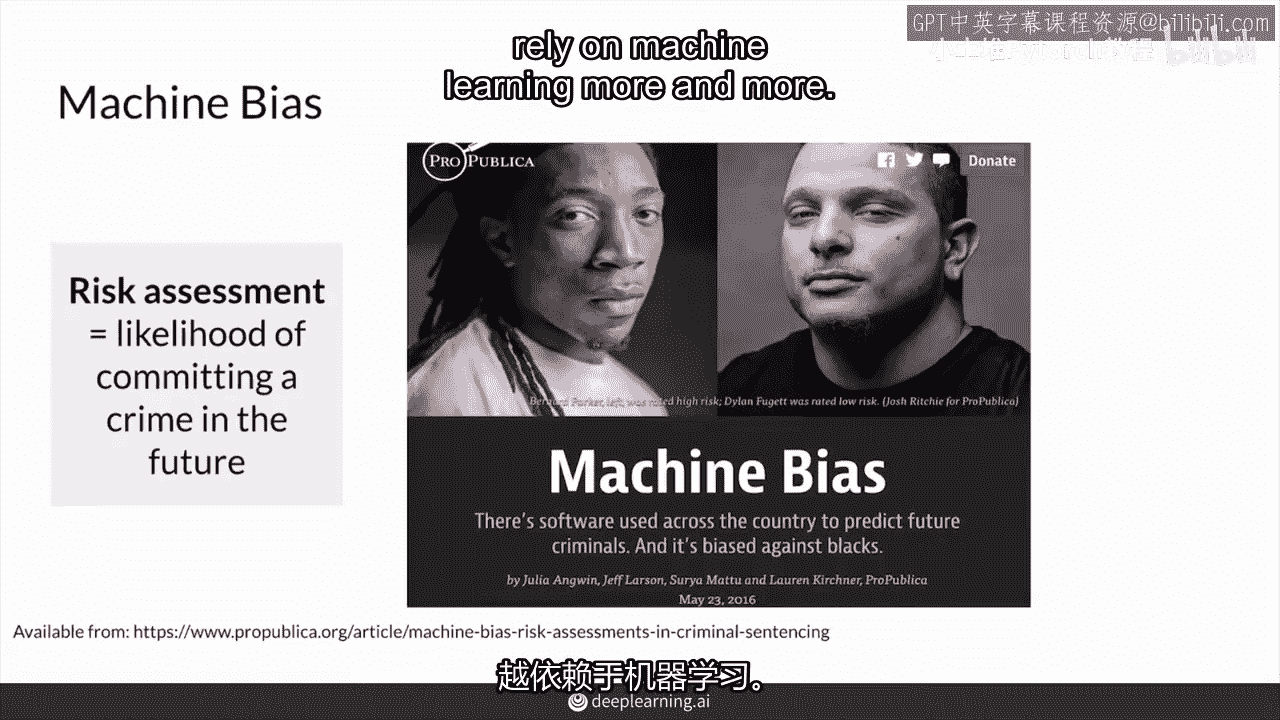 GPT中英字幕课程资源@bilibili.com
rely on machine
learning more and more.
bilibili
Machine Bias
PROPUBLICA
Donate
Risk assessment
= likelihood of
committing a
crime in the
future
Bernard Parker, left, was rated high risk; Dylan Fugett was rated low risk. (Josh Ritchie for ProPublica)
Machine Bias
There's software used across the country to predict future
criminals. And it's biased against blacks.
by Julia Angwin, Jeff Larson, Surya Mattu and Lauren Kirchner, ProPublica
May 23, 2016
Available from: https://www.propublica.org/article/machine-bias-risk-assessments-in-criminal-sentencing
越依赖于机器学习。
deeplearning.ai